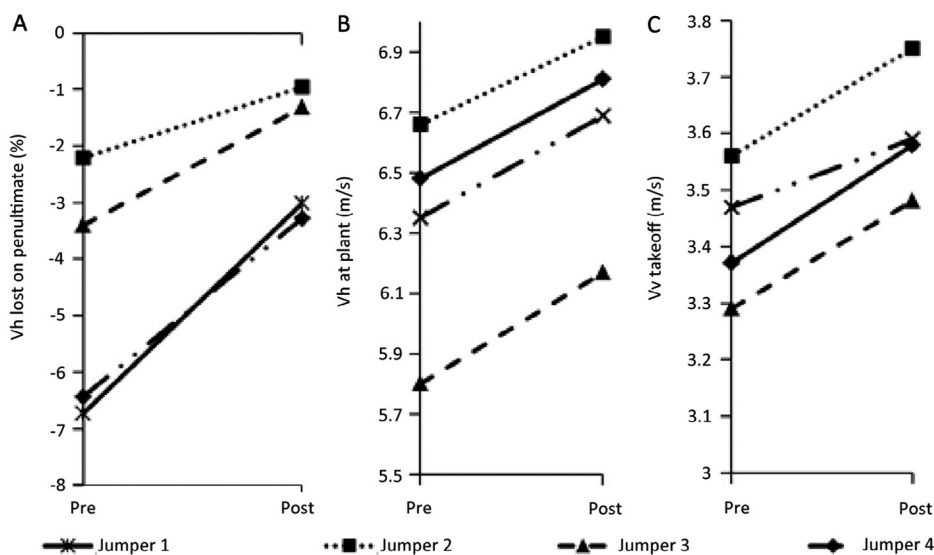 A
Vh lost on penultimate (%)
-0
-1
-2
-3
-4
-5
-6
-7
-8
Pre Post
B
Vh at plant (m/s)
6.9
6.7
6.5
6.3
6.1
5.9
5.7
5.5
Pre Post
C
Vv takeoff (m/s)
3.8
3.7
3.6
3.5
3.4
3.3
3.2
3.1
3
Pre Post
Jumper 1 Jumper 2 Jumper 3 Jumper 4